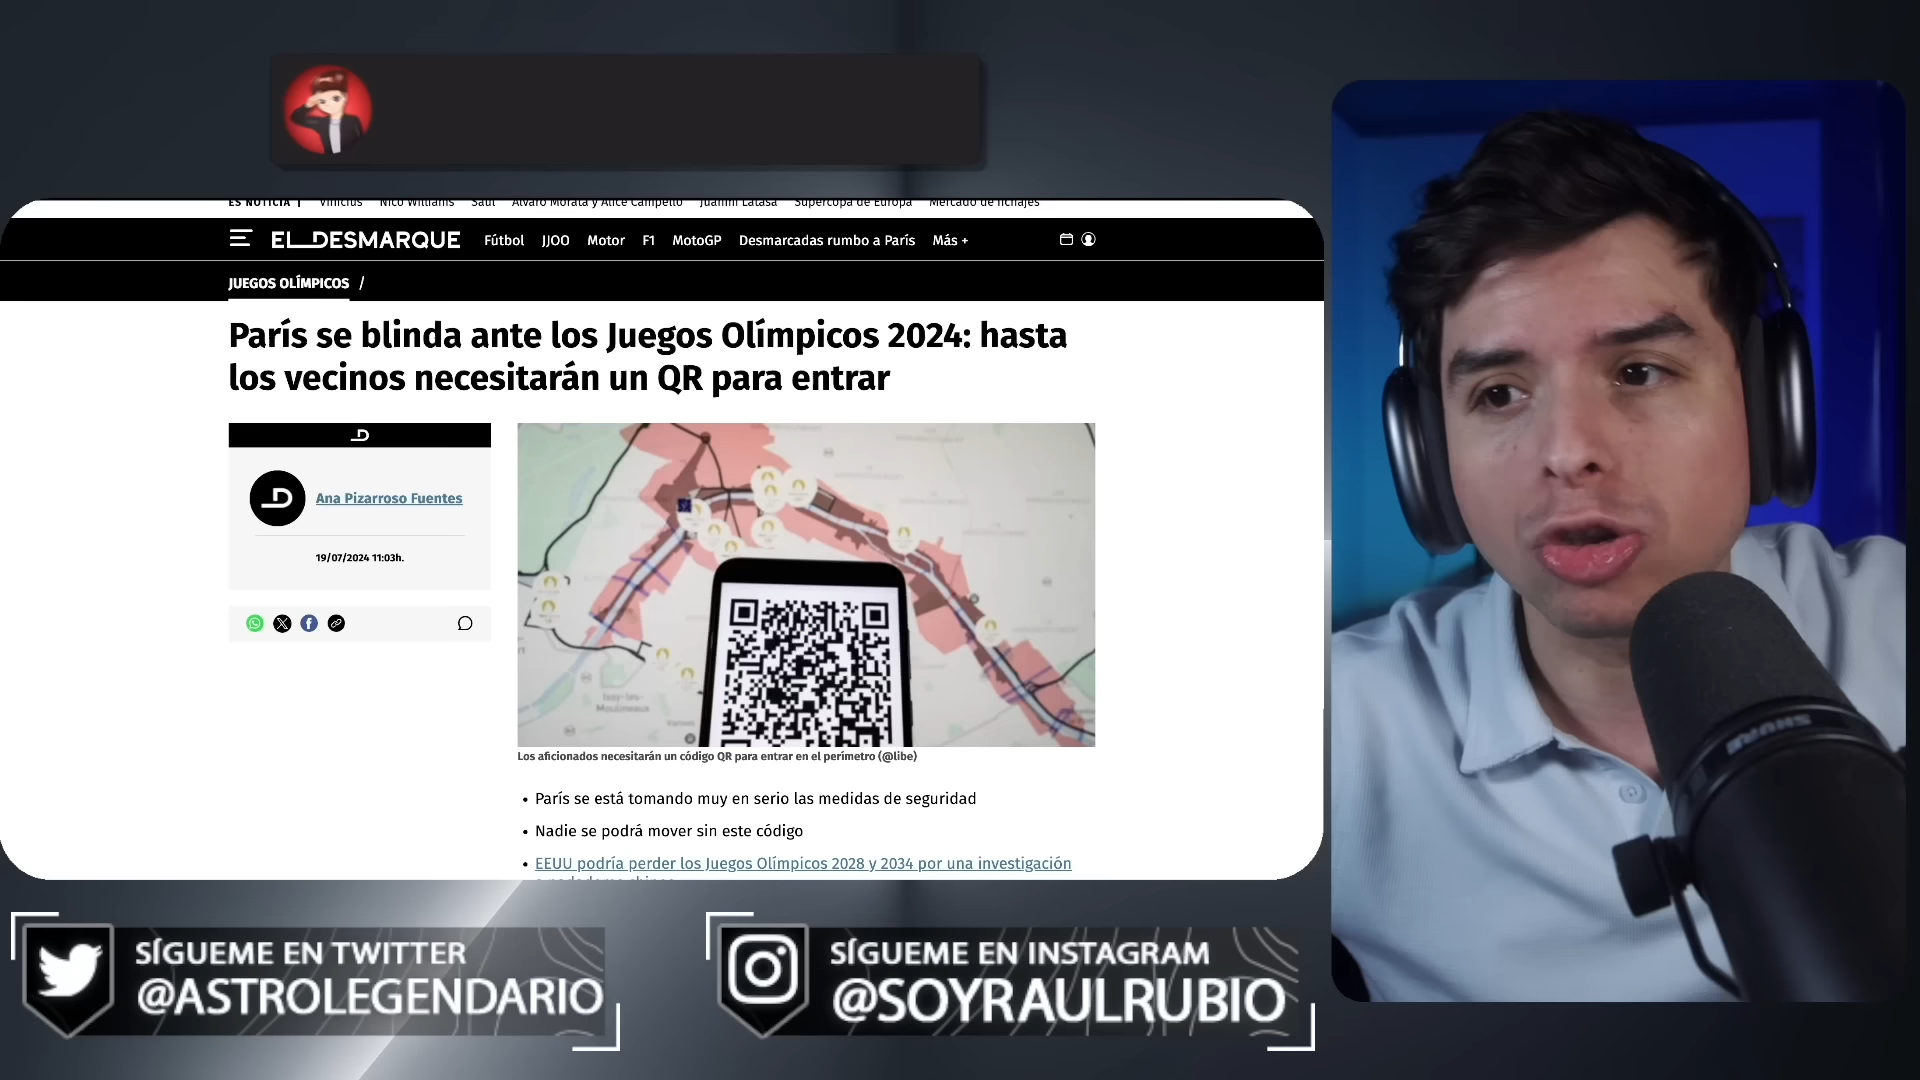 ES NOTICIA | Vinicius Nico Williams Saúl Álvaro Morata y Alice Campello Juanmi Latasa Supercopa de Europa Mercado de fichajes
EL DESMARQUE Fútbol JJOO Motor F1 MotoGP Desmarcadas rumbo a París Más +
JUEGOS OLÍMPICOS /
París se blinda ante los Juegos Olímpicos 2024: hasta
los vecinos necesitarán un QR para entrar
Ana Pizarroso Fuentes
19/07/2024 11:03h.
Issy-les-
Moulineaux
Los aficionados necesitarán un código QR para entrar en el perímetro (@libe)
• París se está tomando muy en serio las medidas de seguridad
• Nadie se podrá mover sin este código
• EEUU podría perder los Juegos Olímpicos 2028 y 2034 por una investigación
SHURE
SÍGUEME EN TWITTER
@ASTROLEGENDARIO
SÍGUEME EN INSTAGRAM
@SOYRAULRUBIO